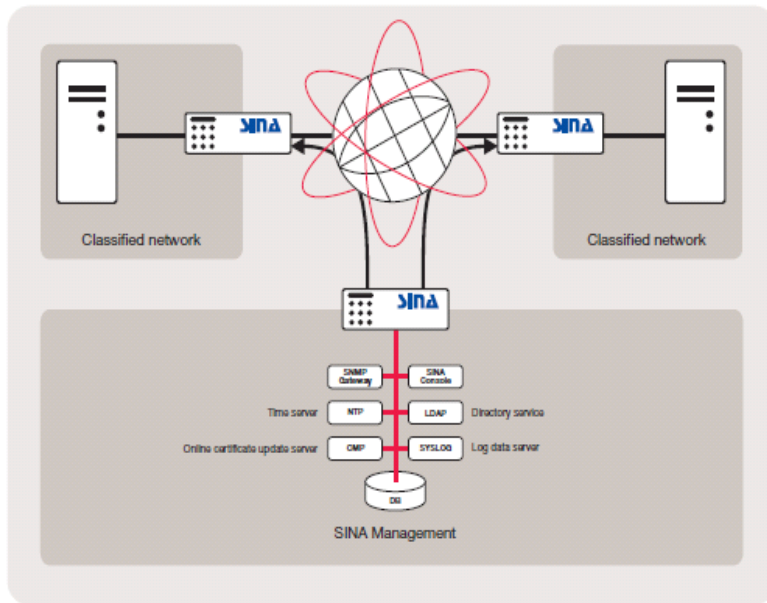 SINA
SINA
Classified network
Classified network
SINA
SNMP
Gateway
SINA
Console
Time server
NTP
LDAP
Directory service
Online certificate update server
CMP
SYSLOG
Log data server
DB
SINA Management